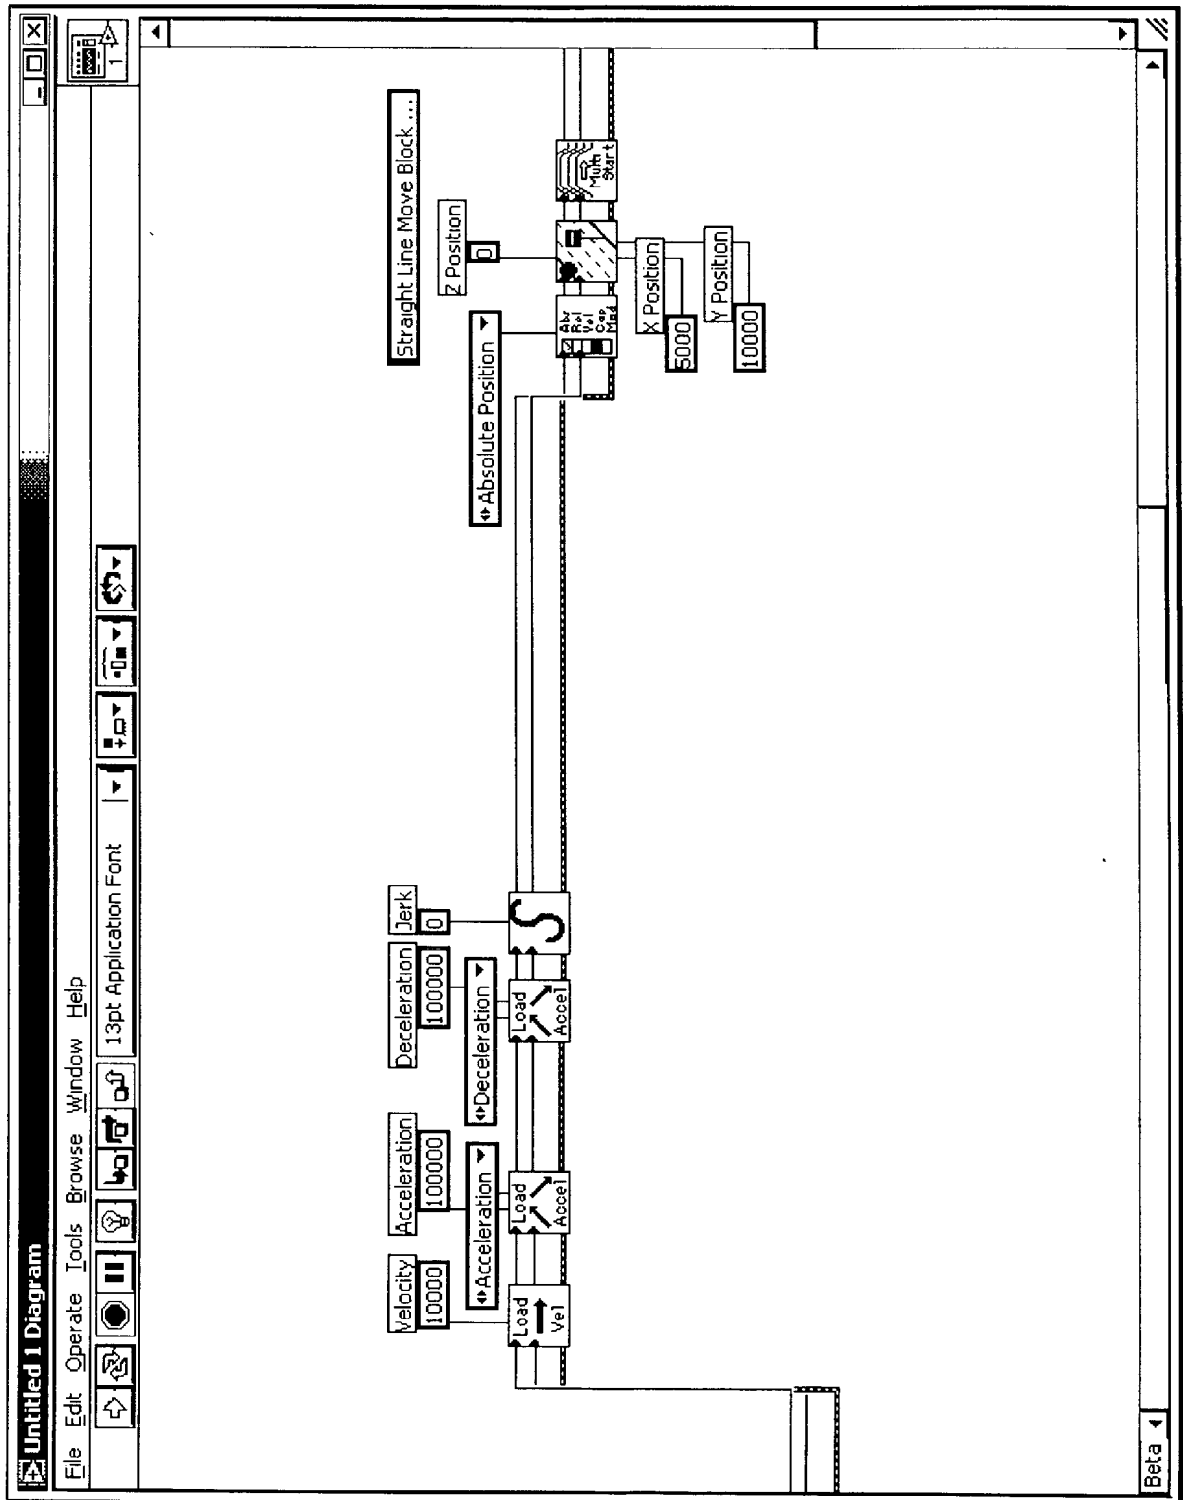 Untitled 1 Diagram
File Edit Operate Tools Browse Window Help
13pt Application Font
1
Straight Line Move Block ...
Velocity
10000
Acceleration
100000
Acceleration
Deceleration
100000
Deceleration
Jerk
0
Load
Vel
Load
Accel
Load
Accel
S
Absolute Position
Z Position
0
Abs
Rel
Vel
Cap
Mod
Multi
Start
X Position
5000
Y Position
10000
Beta